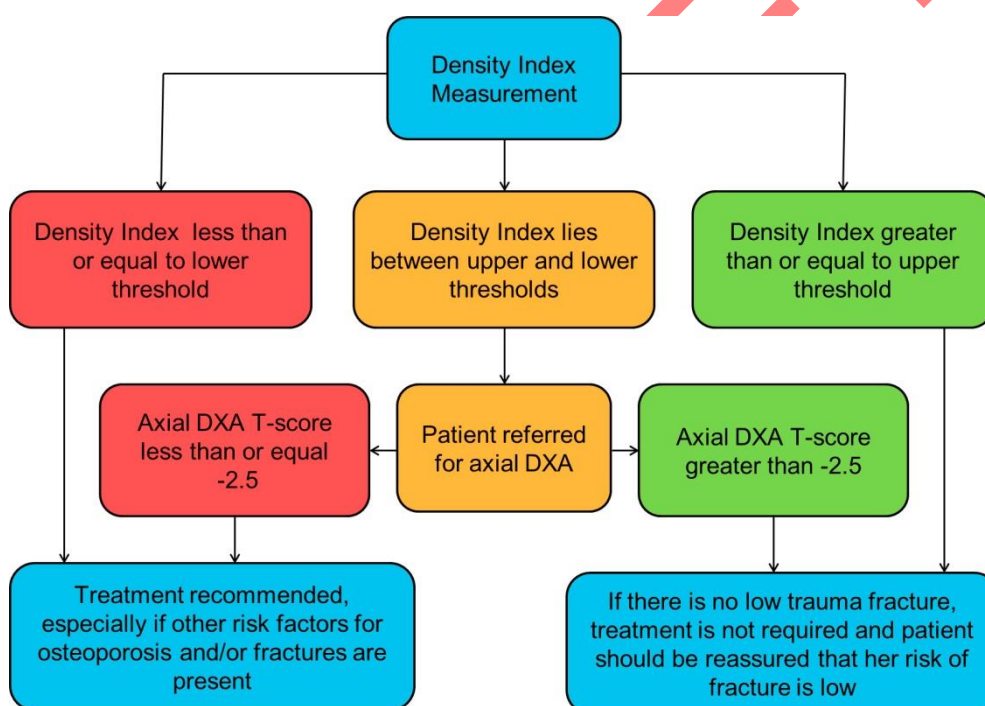 Density Index
Measurement
Density Index less than
or equal to lower
threshold
Density Index lies
between upper and lower
thresholds
Density Index greater
than or equal to upper
threshold
Axial DXA T-score
less than or equal
-2.5
Patient referred
for axial DXA
Axial DXA T-score
greater than -2.5
Treatment recommended,
especially if other risk factors for
osteoporosis and/or fractures are
present
If there is no low trauma fracture,
treatment is not required and patient
should be reassured that her risk of
fracture is low